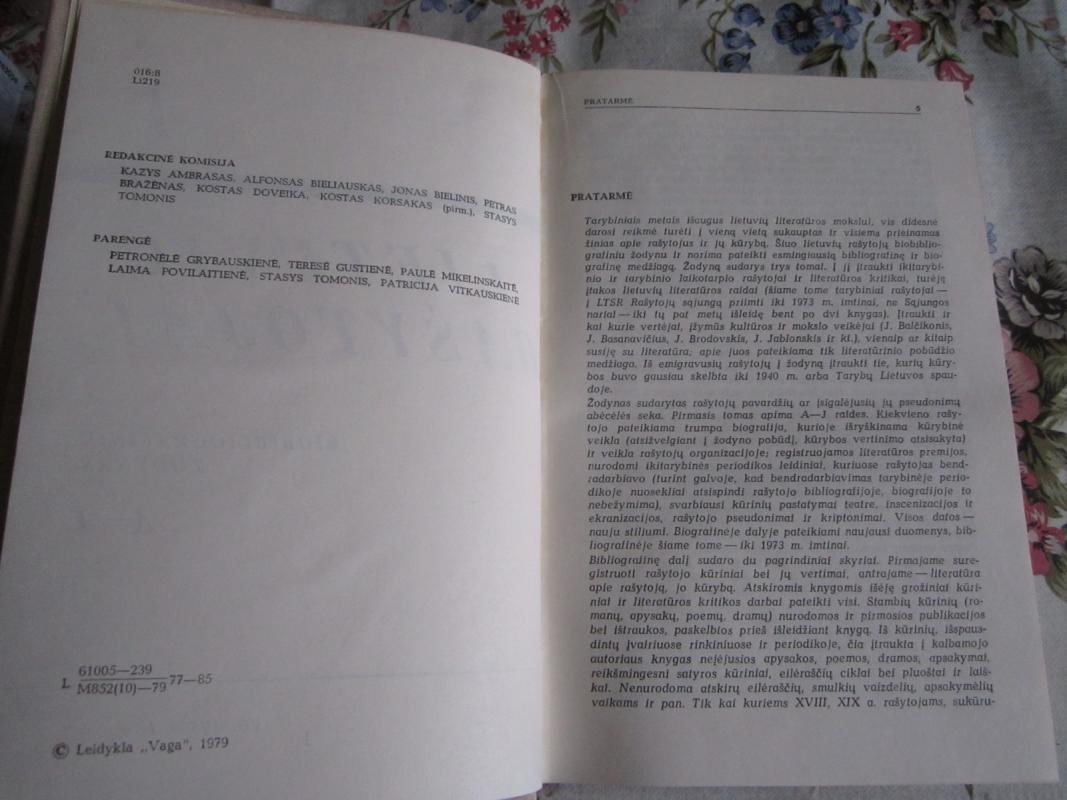 016:8
Li219
REDAKCINĖ KOMISIJA
KAZYS AMBRASAS, ALFONSAS BIELIAUSKAS, JONAS BIELINIS, PETRAS
BRAŽĖNAS, KOSTAS DOVEIKA, KOSTAS KORSAKAS (pirm.), STASYS
TOMONIS
PARENGĖ
PETRONĖLĖ GRYBAUSKIENĖ, TERESĖ GUSTIENĖ, PAULĖ MIKELINSKAITĖ,
LAIMA POVILAITIENĖ, STASYS TOMONIS, PATRICIJA VITKAUSKIENĖ
L 61005—239
M852(10)—79 77—85
© Leidykla „Vaga", 1979
PRATARMĖ 5
PRATARMĖ
Tarybiniais metais išaugus lietuvių literatūros mokslui, vis didesnė
darosi reikmė turėti į vieną vietą sukauptas ir visiems prieinamas
žinias apie rašytojus ir jų kūrybą. Šiuo lietuvių rašytojų biobiblio-
grafiniu žodynu ir norima pateikti esmingiausią bibliografinę ir bio-
grafinę medžiagą. Žodyną sudarys trys tomai. Į jį įtraukti ikitarybi-
nio ir tarybinio laikotarpio rašytojai ir literatūros kritikai, turėję
įtakos lietuvių literatūros raidai (šiame tome tarybiniai rašytojai —
į LTSR Rašytojų sąjungą priimti iki 1973 m. imtinai, ne Sąjungos
nariai — iki tų pat metų išleidę bent po dvi knygas). Įtraukti ir
kai kurie vertėjai, įžymūs kultūros ir mokslo veikėjai (J. Balčikonis,
J. Basanavičius, J. Brodovskis, J. Jablonskis ir kt.), vienaip ar kitaip
susiję su literatūra; apie juos pateikiama tik literatūrinio pobūdžio
medžiaga. Iš emigravusių rašytojų į žodyną įtraukti tie, kurių kūry-
bos buvo gausiau skelbta iki 1940 m. arba Tarybų Lietuvos spau-
doje.
Žodynas sudarytas rašytojų pavardžių ar įsigalėjusių jų pseudonimų
abėcėlės seka. Pirmasis tomas apima A—J raides. Kiekvieno rašy-
tojo pateikiama trumpa biografija, kurioje išryškinama kūrybinė
veikla (atsižvelgiant į žodyno pobūdį, kūrybos vertinimo atsisakyta)
ir veikla rašytojų organizacijoje; registruojamos literatūros premijos,
nurodomi ikitarybinės periodikos leidiniai, kuriuose rašytojas bend-
radarbiavo (turint galvoje, kad bendradarbiavimas tarybinėje perio-
dikoje nuosekliai atsispindi rašytojo bibliografijoje, biografijoje to
nebežymima), svarbiausi kūrinių pastatymai teatre, inscenizacijos ir
ekranizacijos, rašytojo pseudonimai ir kriptonimai. Visos datos —
nauju stiliumi. Biografinėje dalyje pateikiami naujausi duomenys, bib-
liografinėje šiame tome — iki 1973 m. imtinai.
Bibliografinę dalį sudaro du pagrindiniai skyriai. Pirmajame sure-
gistruoti rašytojo kūriniai bei jų vertimai, antrajame — literatūra
apie rašytoją, jo kūrybą. Atskiromis knygomis išėję grožiniai kūri-
niai ir literatūros kritikos darbai pateikti visi. Stambių kūrinių (ro-
manų, apysakų, poemų, dramų) nurodomos ir pirmosios publikacijos
bei ištraukos, paskelbtos prieš išleidžiant knygą. Iš kūrinių, išspaus-
dintų įvairiuose rinkiniuose ir periodikoje, čia įtraukta į kalbamojo
autoriaus knygas neįėjusios apysakos, poemos, dramos, apsakymai,
reikšmingesni satyros kūriniai, eilėraščių ciklai bei pluoštai ir laiš-
kai. Nenurodoma atskirų eilėraščių, smulkių vaizdelių, apsakymėlių
vaikams ir pan. Tik kai kuriems XVIII, XIX a. rašytojams, sukūru-